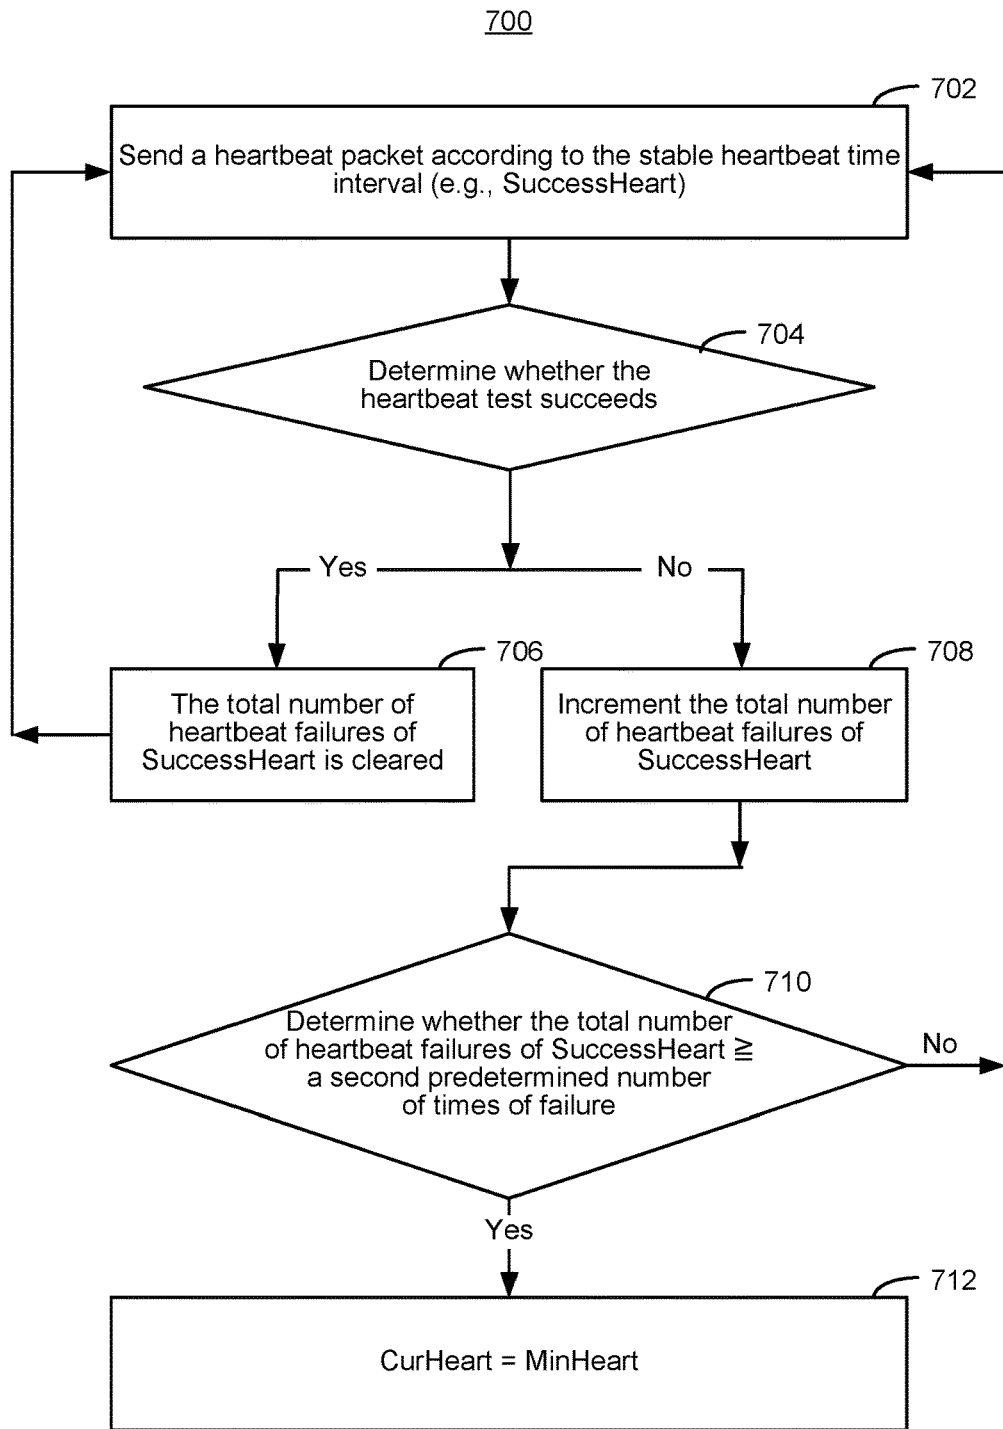 700
702
Send a heartbeat packet according to the stable heartbeat time
interval (e.g., SuccessHeart)
704
Determine whether the
heartbeat test succeeds
Yes
No
706
The total number of
heartbeat failures of
SuccessHeart is cleared
708
Increment the total number
of heartbeat failures of
SuccessHeart
710
Determine whether the total number
of heartbeat failures of SuccessHeart ≧
a second predetermined number
of times of failure
No
Yes
712
CurHeart = MinHeart